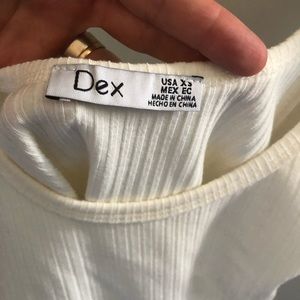 Dex
USA XS
MEX EC
MADE IN CHINA
HECHO EN CHINA